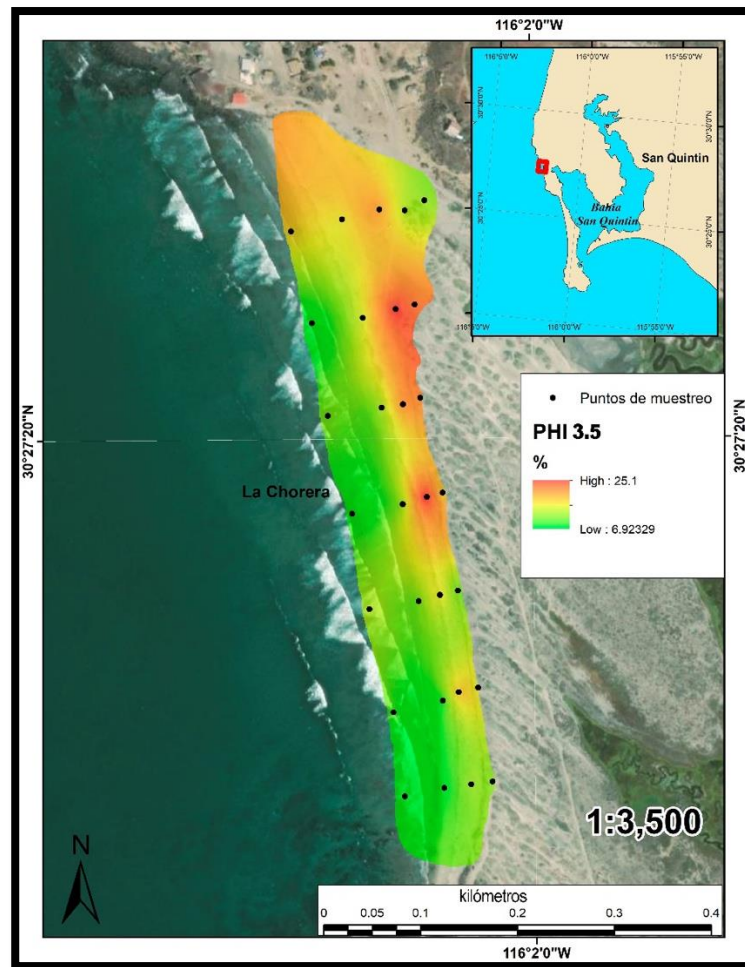 116°2'0"W
116°5'0"W
116°0'0"W
115°55'0"W
30°30'0"N
30°30'0"N
San Quintin
Bahia
San Quintin
30°25'0"N
30°25'0"N
116°5'0"W
116°0'0"W
115°55'0"W
Puntos de muestreo
PHI 3.5
%
High : 25.1
Low : 6.92329
30°27'20"N
30°27'20"N
La Chorera
1:3,500
N
kilómetros
0 0.05 0.1 0.2 0.3 0.4
116°2'0"W